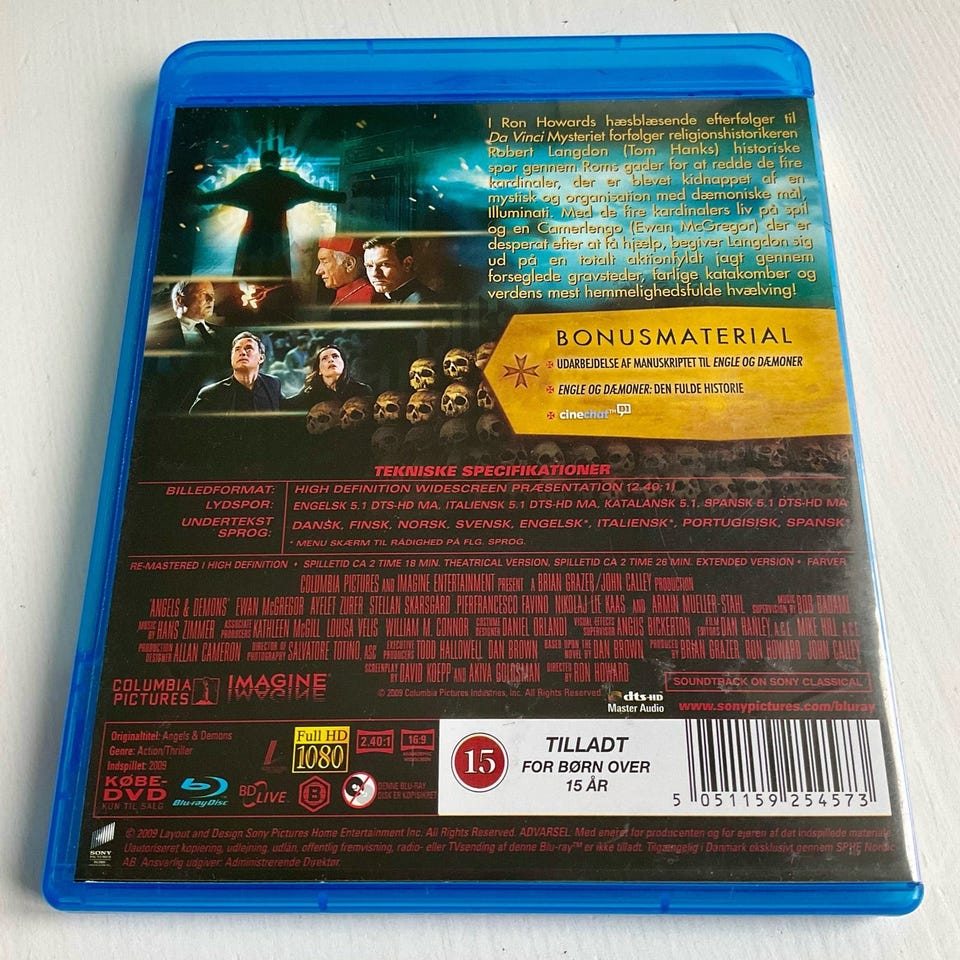 I Ron Howards hæsblæsende efterfølger til
Da Vinci Mysteriet forfølger religionshistorikeren
Robert Langdon (Tom Hanks) historiske
spor gennem Roms gader for at redde de fire
kardinaler, der er blevet kidnappet af en
mystisk og organisation med dæmoniske mål,
Illuminati. Med de fire kardinalers liv på spil
og en Camerlengo (Ewan McGregor) der er
desperat efter at få hjælp, begiver Langdon sig
ud på en totalt aktionfyldt jagt gennem
forseglede gravsteder, farlige katakomber og
verdens mest hemmelighedsfulde hvælving!
BONUSMATERIAL
UDARBEJDELSE AF MANUSKRIPTET TIL ENGLE OG DÆMONER
ENGLE OG DÆMONER: DEN FULDE HISTORIE
cinechat™
TEKNISKE SPECIFIKATIONER
BILLEDFORMAT: HIGH DEFINITION WIDESCREEN PRÆSENTATION (2.40:1)
LYDSPOR: ENGELSK 5.1 DTS-HD MA, ITALIENSK 5.1 DTS-HD MA, KATALANSK 5.1, SPANSK 5.1 DTS-HD MA
UNDERTEKST SPROG: DANSK, FINSK, NORSK, SVENSK, ENGELSK*, ITALIENSK*, PORTUGISISK, SPANSK*
* MENU SKÆRM TIL RÅDIGHED PÅ FLG. SPROG.
RE-MASTERED I HIGH DEFINITION • SPILLETID CA 2 TIME 18 MIN. THEATRICAL VERSION, SPILLETID CA 2 TIME 26 MIN. EXTENDED VERSION • FARVER
COLUMBIA PICTURES AND IMAGINE ENTERTAINMENT PRESENT A BRIAN GRAZER/JOHN CALLEY PRODUCTION
"ANGELS & DEMONS" EWAN McGREGOR AYELET ZURER STELLAN SKARSGÅRD PIERFRANCESCO FAVINO NIKOLAJ LIE KAAS AND ARMIN MUELLER-STAHL MUSIC SUPERVISION BY BOB BADAMI
MUSIC BY HANS ZIMMER ASSOCIATE PRODUCERS KATHLEEN McGILL LOUISA VELIS WILLIAM M. CONNOR COSTUME DESIGNER DANIEL ORLANDI VISUAL EFFECTS SUPERVISOR ANGUS BICKERTON FILM EDITORS DAN HANLEY, A.C.E. MIKE HILL, A.C.E.
PRODUCTION DESIGNER ALLAN CAMERON DIRECTOR OF PHOTOGRAPHY SALVATORE TOTINO, ASC EXECUTIVE PRODUCERS TODD HALLOWELL DAN BROWN BASED UPON THE NOVEL BY DAN BROWN PRODUCED BY BRIAN GRAZER RON HOWARD JOHN CALLEY
SCREENPLAY BY DAVID KOEPP AND AKIVA GOLDSMAN DIRECTED BY RON HOWARD
COLUMBIA PICTURES
IMAGINE
© 2009 Columbia Pictures Industries, Inc. All Rights Reserved.
dts-HD
Master Audio
SOUNDTRACK ON SONY CLASSICAL
www.sonypictures.com/bluray
Originaltitel: Angels & Demons
Genre: Action/Thriller
Indspillet: 2009
KØBE-
DVD
KUN TIL SALG
Blu-ray Disc
Full HD
1080
BD LIVE™
B
2.40:1
16:9
DENNE BLU-RAY
DISK ER KOPISIKRET
15
TILLADT
FOR BØRN OVER
15 ÅR
5 051159 254573
SONY
© 2009 Layout and Design Sony Pictures Home Entertainment Inc. All Rights Reserved. ADVARSEL: Med eneret for producenten og for ejeren af det indspillede materiale.
Uautoriseret kopiering, udlejning, udlån, offentlig fremvisning, radio- eller TVsending af denne Blu-ray™ er ikke tilladt. Tilgængelig i Danmark eksklusivt gennem SPHE Nordic
AB. Ansvarlig udgiver: Administrerende Direktør.